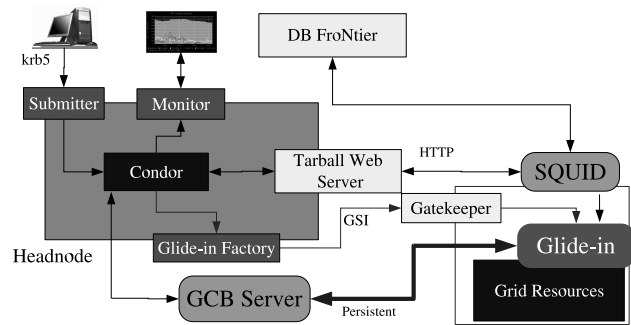 krb5
DB FroNtier
Submitter
Monitor
Condor
Tarball Web
Server
HTTP
SQUID
GSI
Gatekeeper
Headnode
Glide-in Factory
Glide-in
GCB Server
Persistent
Grid Resources